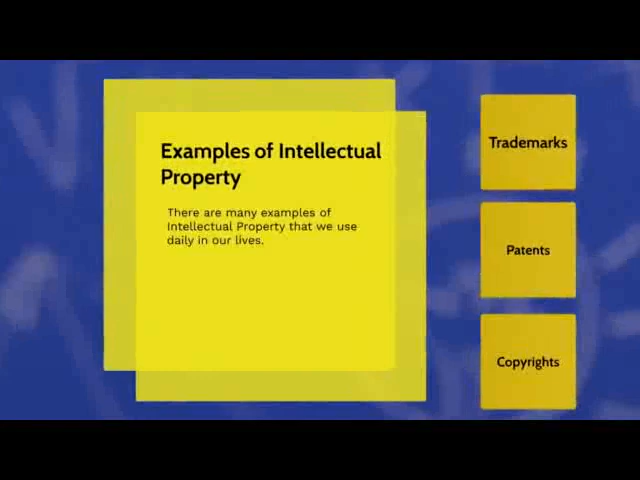 Examples of Intellectual
Property
There are many examples of
Intellectual Property that we use
daily in our lives.
Trademarks
Patents
Copyrights